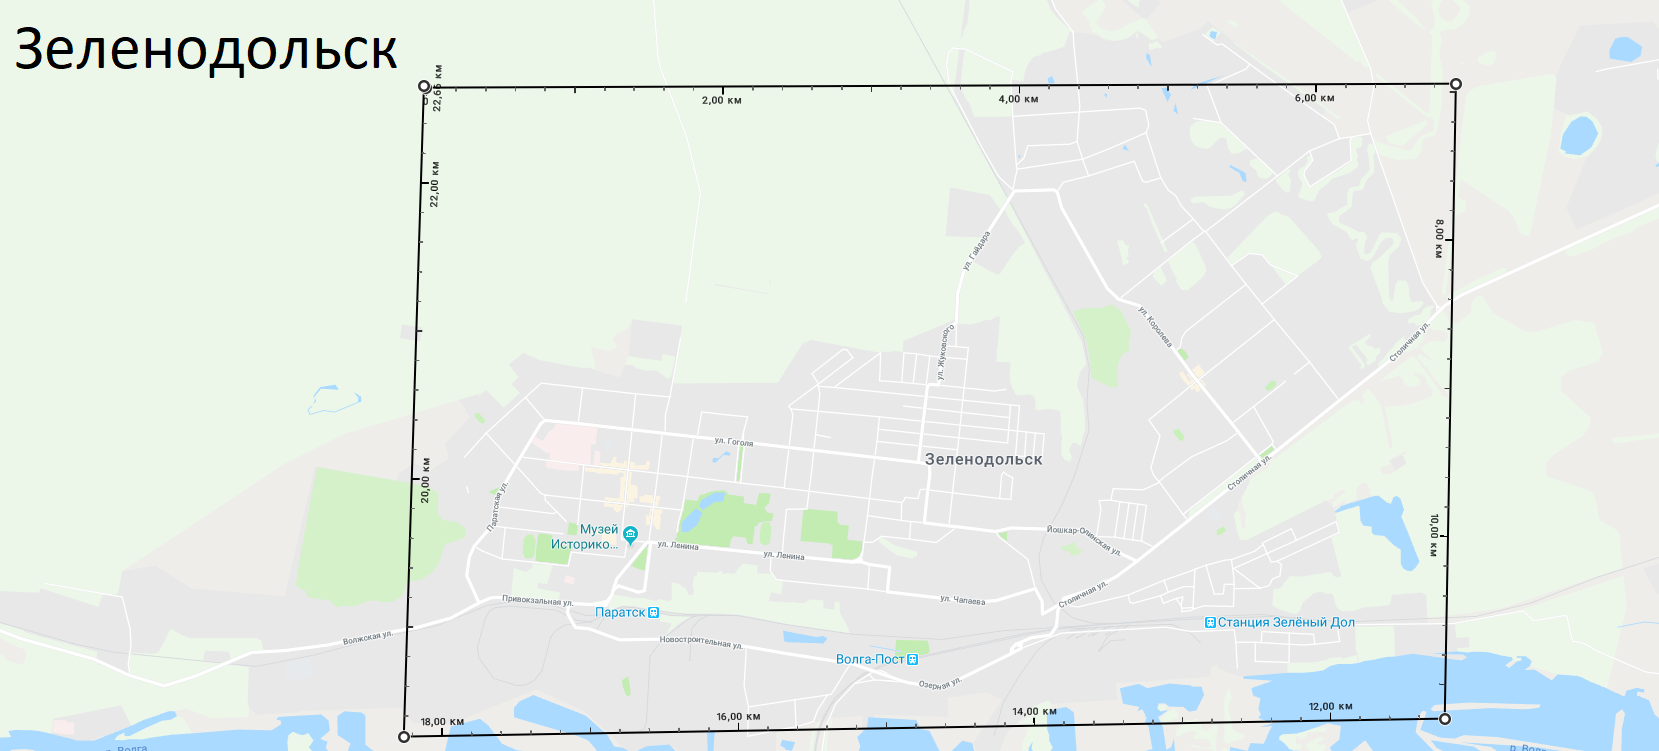 Зеленодольск
0
22,66 км
2,00 км
4,00 км
6,00 км
22,00 км
8,00 км
ул. Гайдара
ул. Королева
Столичная ул.
ул. Жуковского
ул. Гоголя
Зеленодольск
20,00 км
Столичная ул.
Паратская ул.
Музей
Историко...
ул. Ленина
ул. Ленина
Йошкар-Олинская ул.
10,00 км
Привокзальная ул.
Паратск
ул. Чапаева
Столичная ул.
Станция Зелёный Дол
Волжская ул.
Новостроительная ул.
Волга-Пост
Озерная ул.
18,00 км
16,00 км
14,00 км
12,00 км
р. Волга